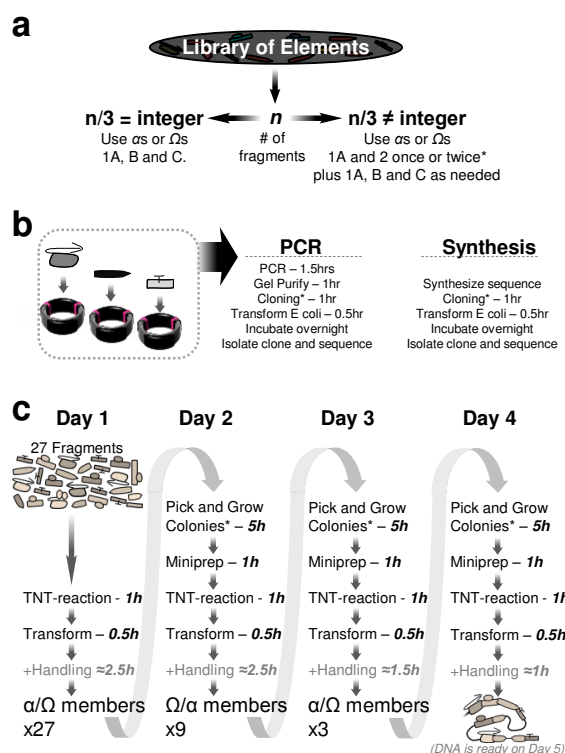 a
Library of Elements
n/3 = integer
Use αs or Ωs
1A, B and C.
n
# of
fragments
n/3 ≠ integer
Use αs or Ωs
1A and 2 once or twice*
plus 1A, B and C as needed
b
PCR
PCR – 1.5hrs
Gel Purify – 1hr
Cloning* – 1hr
Transform E coli – 0.5hr
Incubate overnight
Isolate clone and sequence
Synthesis
Synthesize sequence
Cloning* – 1hr
Transform E coli – 0.5hr
Incubate overnight
Isolate clone and sequence
c
Day 1
27 Fragments
TNT-reaction - 1h
Transform – 0.5h
+Handling ≈2.5h
α/Ω members
x27
Day 2
Pick and Grow
Colonies* – 5h
Miniprep – 1h
TNT-reaction - 1h
Transform – 0.5h
+Handling ≈2.5h
Ω/α members
x9
Day 3
Pick and Grow
Colonies* – 5h
Miniprep – 1h
TNT-reaction - 1h
Transform – 0.5h
+Handling ≈1.5h
α/Ω members
x3
Day 4
Pick and Grow
Colonies* – 5h
Miniprep – 1h
TNT-reaction - 1h
Transform – 0.5h
+Handling ≈1h
(DNA is ready on Day 5)